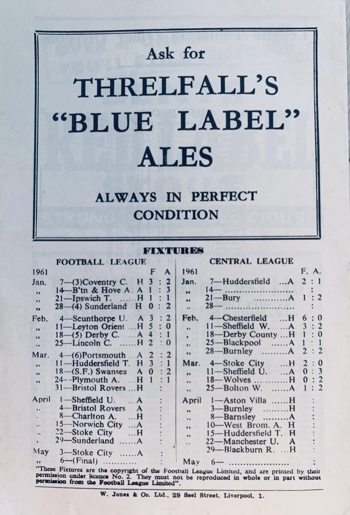 Ask for
THRELFALL'S
"BLUE LABEL"
ALES
ALWAYS IN PERFECT
CONDITION
FIXTURES
FOOTBALL LEAGUE
F A
1961
Jan. 7—(3)Coventry C. H 3 : 2
„ 14—B'tn & Hove A A 1 : 3
„ 21—Ipswich T. H 1 : 1
„ 28—(4) Sunderland H 0 : 2
Feb. 4—Scunthorpe U. A 3 : 2
„ 11—Leyton Orient ...H 5 : 0
„ 18—(5) Derby C. A 4 : 1
„ 25—Lincoln C. H 2 : 0
Mar. 4—(6)Portsmouth A 2 : 2
„ 11—Huddersfield T. H 3 : 1
„ 18—(S.F.) Swansea A 0 : 2
„ 24—Plymouth A. H 1 : 1
„ 31—Bristol Rovers H :
April 1—Sheffield U. ...... A :
„ 4—Bristol Rovers A :
„ 8—Charlton A. H :
„ 15—Norwich City ...A :
„ 22—Stoke City ......H :
„ 29—Sunderland ......A :
May 3—Stoke City ...... A :
„ 6—(Final) ......... :
CENTRAL LEAGUE
F. A.
1961
Jan. 7—Huddersfield ...A 2 : 1
„ 14— ..................... :
„ 21—Bury ............A 1 : 2
„ 28— ..................... :
Feb. 4—Chesterfield ...H 6 : 0
„ 11—Sheffield W. ...A 3 : 2
„ 18—Derby County ...H 1 : 0
„ 25—Blackpool ......A 1 : 1
„ 28—Burnley .........A 2 : 3
Mar. 4—Stoke City ......H 2 : 0
„ 11—Sheffield U. ...A 0 : 3
„ 18—Wolves .........H 0 : 2
„ 25—Bolton W. ......A 1 : 2
April 1—Aston Villa ......H :
„ 3—Burnley .........H :
„ 8—Barnsley .........A :
„ 10—West Brom. A. H :
„ 15—Huddersfield T. H :
„ 22—Manchester U. A :
„ 29—Blackburn R. ...H :
May 6— ..................... :
"These Fixtures are the copyright of the Football League Limited, and are printed by
permission under licence No. 2. They must not be reproduced in whole or in part without
permission from the Football League Limited".
W. Jones & Co. Ltd., 29 Seel Street, Liverpool, 1.